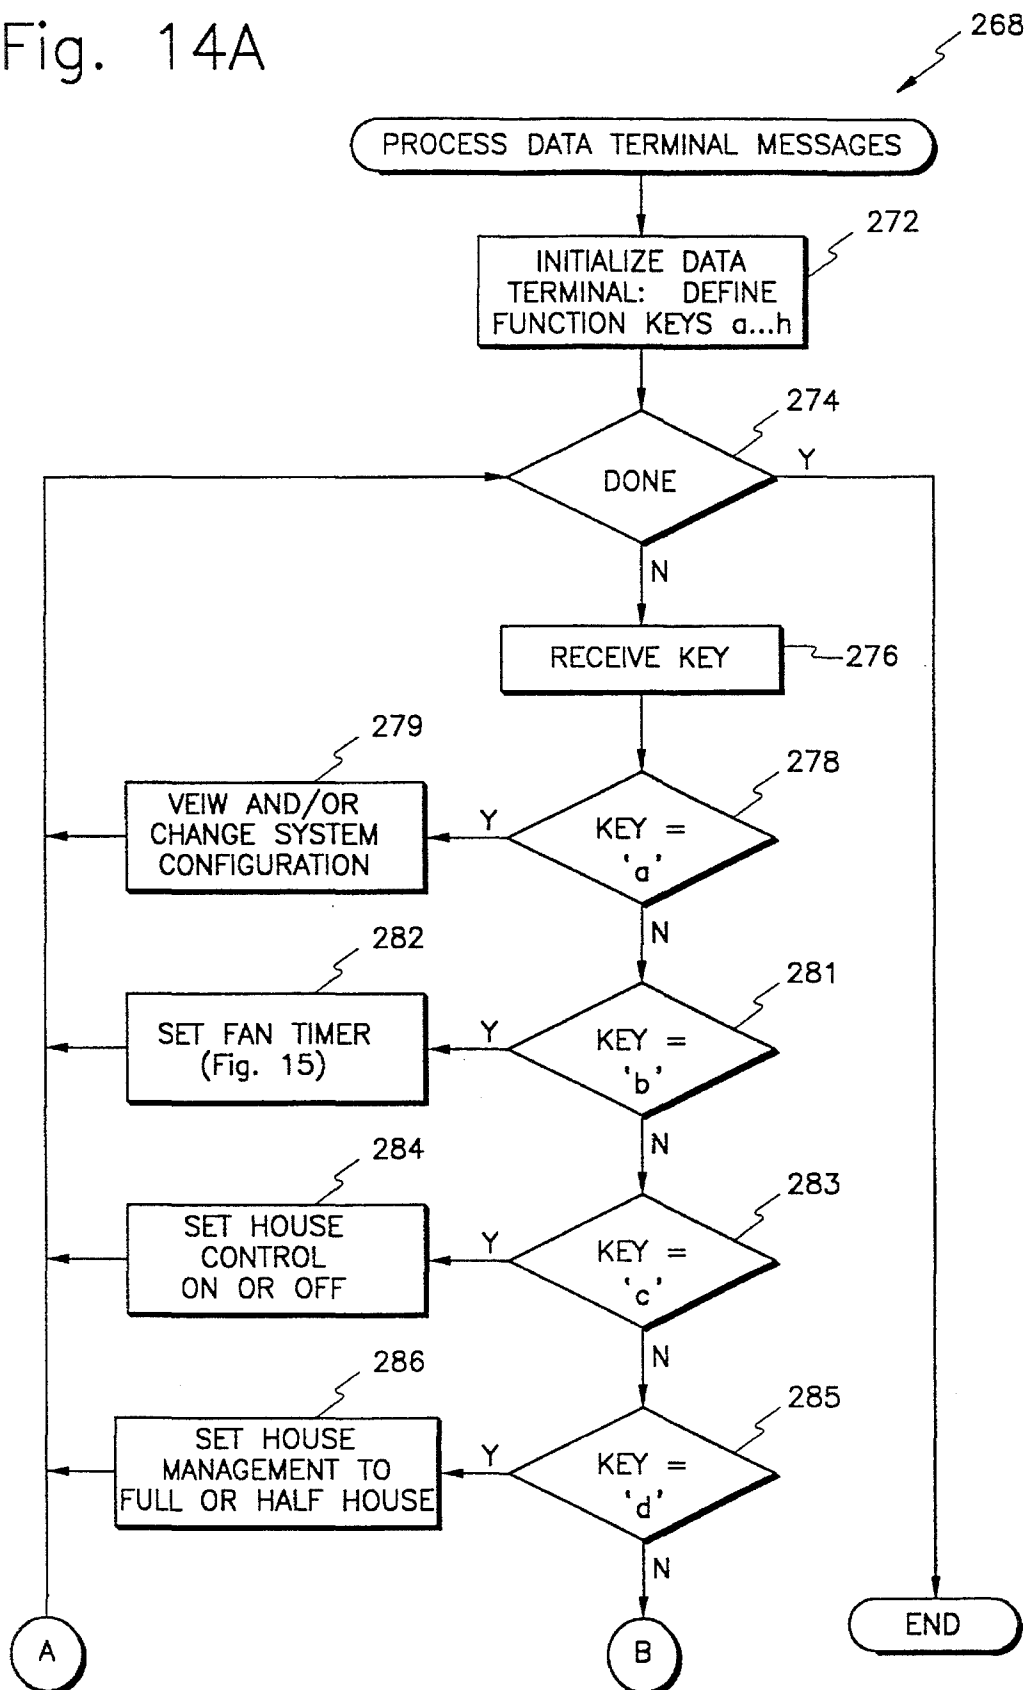 Fig. 14A
268
PROCESS DATA TERMINAL MESSAGES
272
INITIALIZE DATA
TERMINAL: DEFINE
FUNCTION KEYS a...h
274
DONE
Y
N
RECEIVE KEY
276
279
VEIW AND/OR
CHANGE SYSTEM
CONFIGURATION
Y
278
KEY =
'a'
N
282
SET FAN TIMER
(Fig. 15)
Y
281
KEY =
'b'
N
284
SET HOUSE
CONTROL
ON OR OFF
Y
283
KEY =
'c'
N
286
SET HOUSE
MANAGEMENT TO
FULL OR HALF HOUSE
Y
285
KEY =
'd'
N
A
B
END